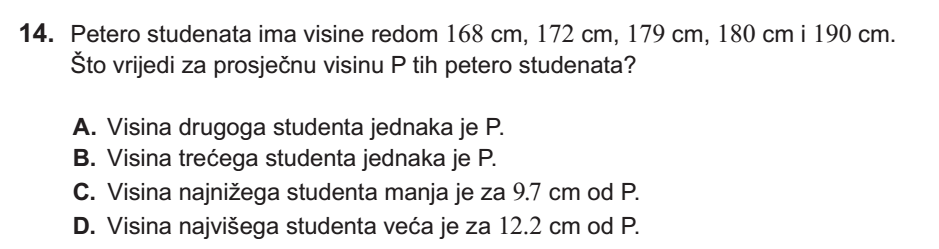 14. Petero studenata ima visine redom 168 cm, 172 cm, 179 cm, 180 cm i 190 cm.
Što vrijedi za prosječnu visinu P tih petero studenata?
A. Visina drugoga studenta jednaka je P.
B. Visina trećega studenta jednaka je P.
C. Visina najnižega studenta manja je za 9.7 cm od P.
D. Visina najvišega studenta veća je za 12.2 cm od P.